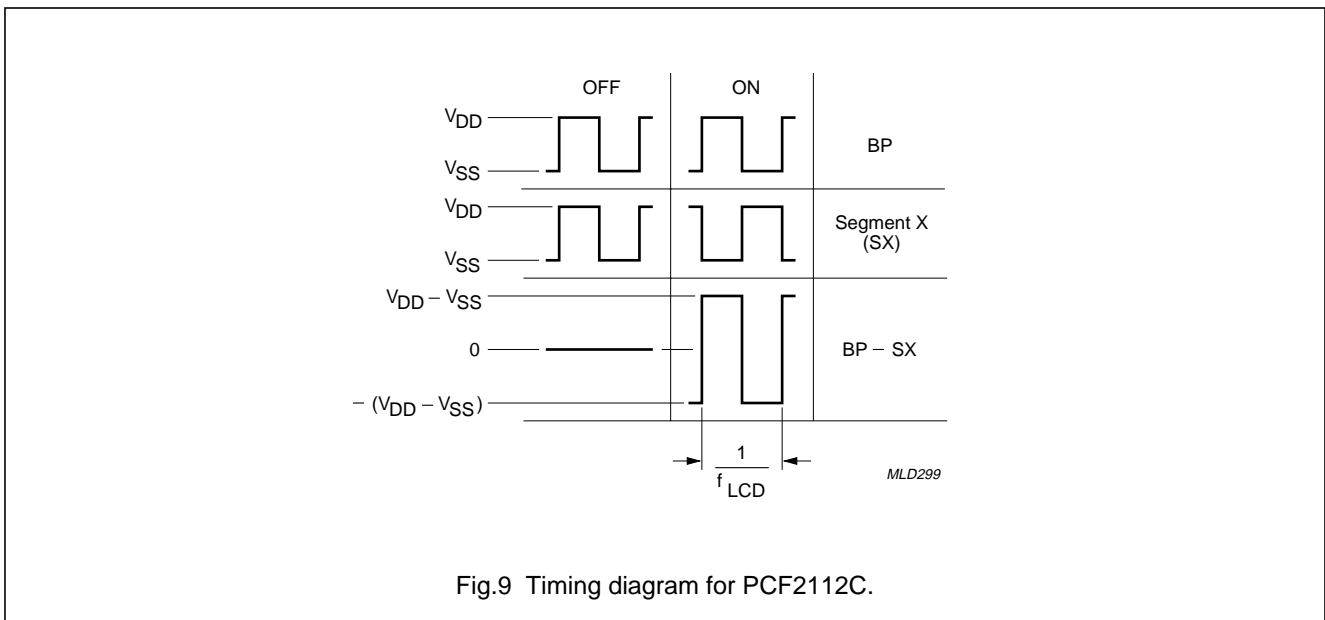 OFF ON
VDD
VSS
BP
VDD
VSS
Segment X
(SX)
VDD − VSS
0
BP − SX
− (VDD − VSS)
1
fLCD
MLD299
Fig.9 Timing diagram for PCF2112C.